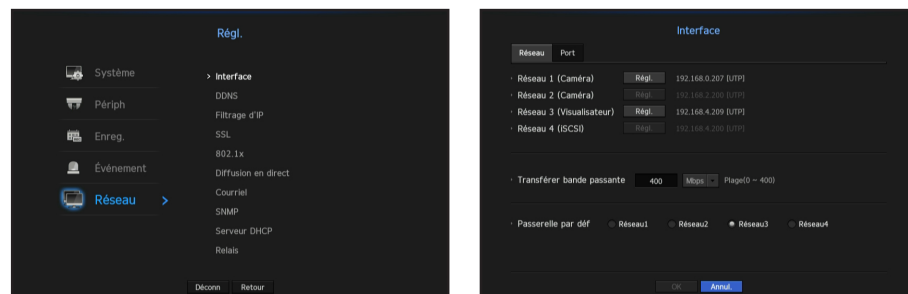 Régl.
Système
Périph
Enreg.
Événement
Réseau >
> Interface
DDNS
Filtrage d'IP
SSL
802.1x
Diffusion en direct
Courriel
SNMP
Serveur DHCP
Relais
Déconn Retour
Interface
Réseau Port
· Réseau 1 (Caméra) Régl. 192.168.0.207 [UTP]
· Réseau 2 (Caméra) Régl. 192.168.2.200 [UTP]
· Réseau 3 (Visualisateur) Régl. 192.168.4.209 [UTP]
· Réseau 4 (iSCSI) Régl. 192.168.4.200 [UTP]
· Transférer bande passante 400 Mbps Plage(0 ~ 400)
· Passerelle par déf Réseau1 Réseau2 Réseau3 Réseau4
OK Annul.